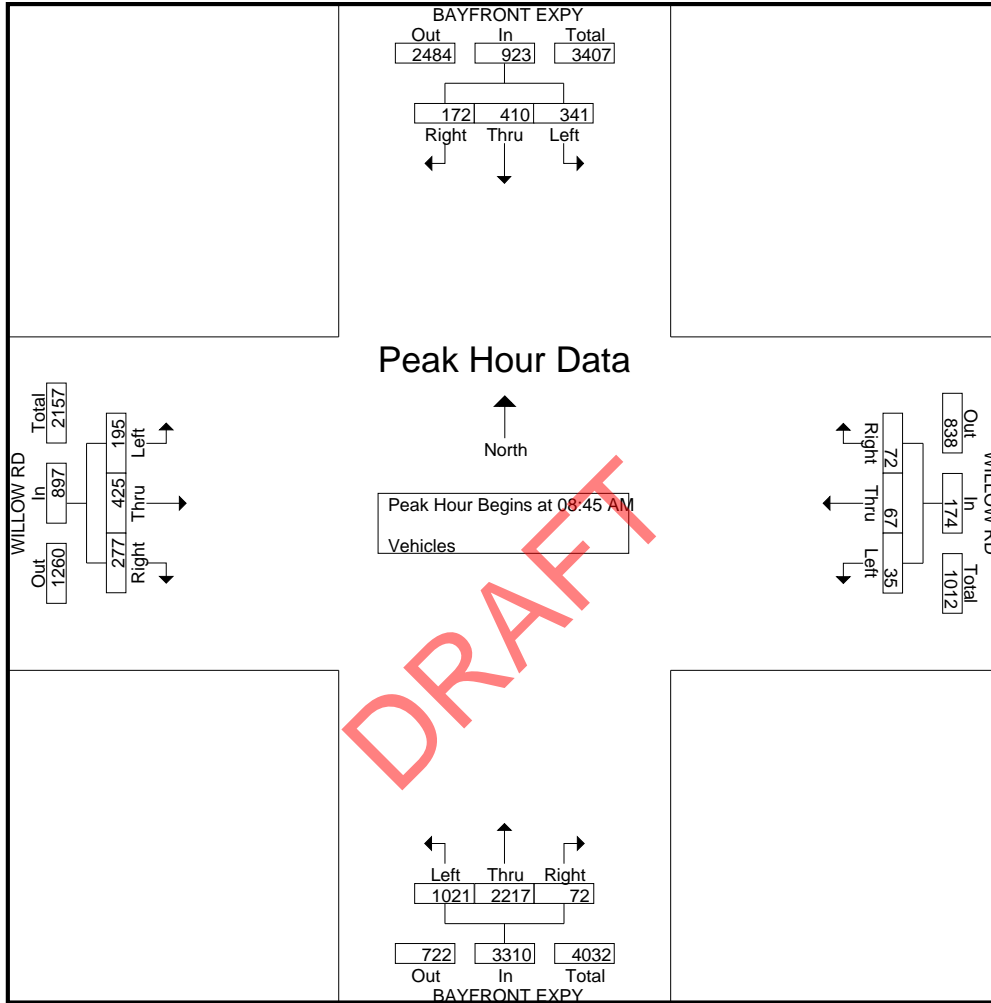 BAYFRONT EXPY
Out In Total
2484 923 3407
172 410 341
Right Thru Left
Peak Hour Data
North
Peak Hour Begins at 08:45 AM
Vehicles
DRAFT
WILLOW RD
Total In Out
2157 897 1260
195 425 277
Left Thru Right
WILLOW RD
Out In Total
838 174 1012
72 67 35
Right Thru Left
Left Thru Right
1021 2217 72
722 3310 4032
Out In Total
BAYFRONT EXPY